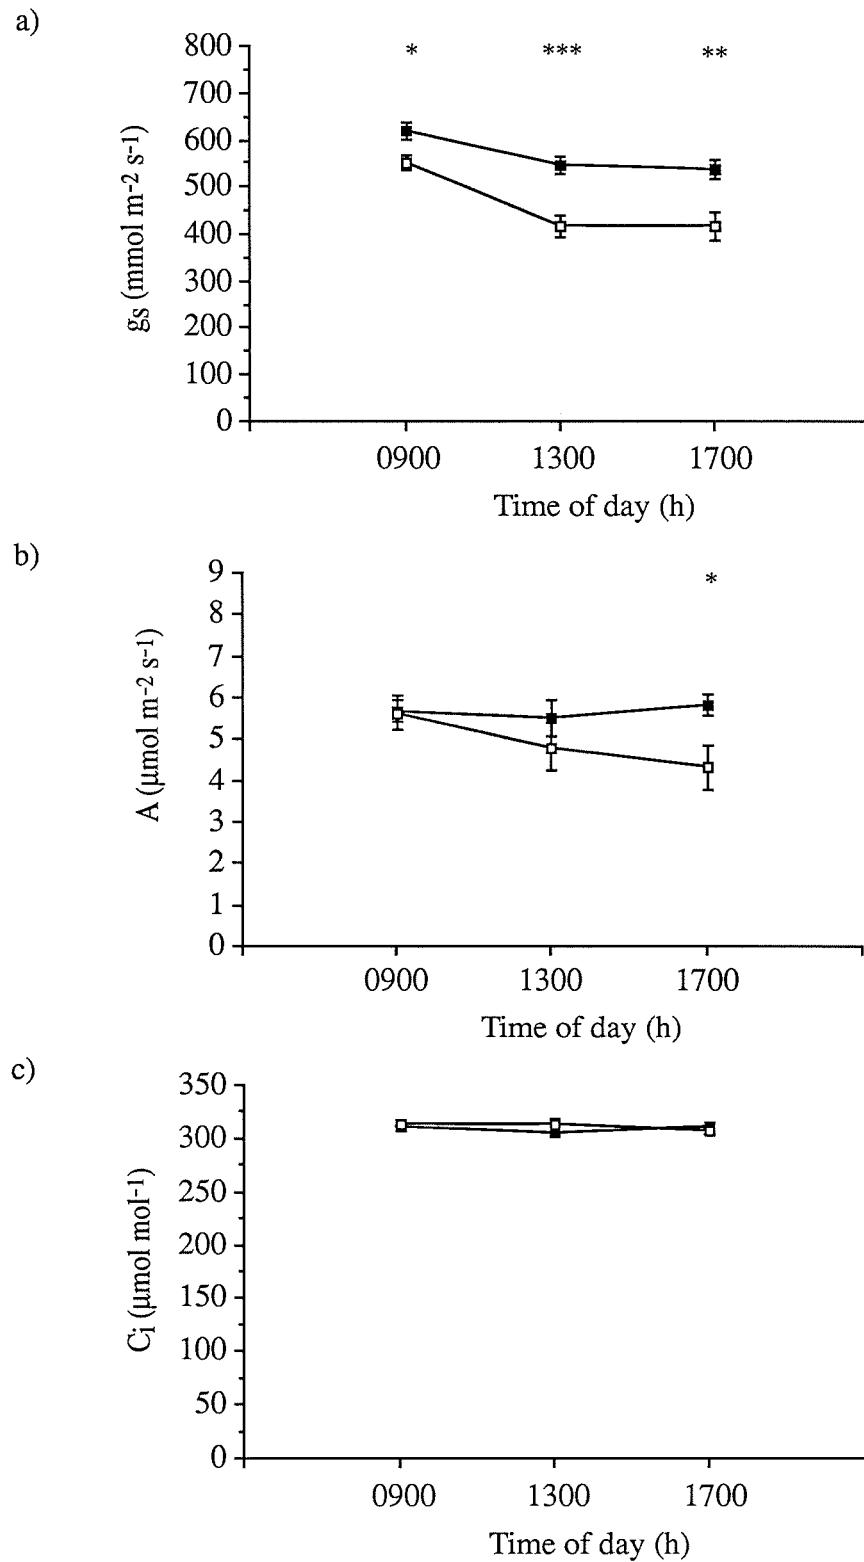 a)
* *** **
800
700
600
500
400
300
200
100
0
gs (mmol m-2 s-1)
0900 1300 1700
Time of day (h)
b)
*
9
8
7
6
5
4
3
2
1
0
A (μmol m-2 s-1)
0900 1300 1700
Time of day (h)
c)
350
300
250
200
150
100
50
0
Ci (μmol mol-1)
0900 1300 1700
Time of day (h)